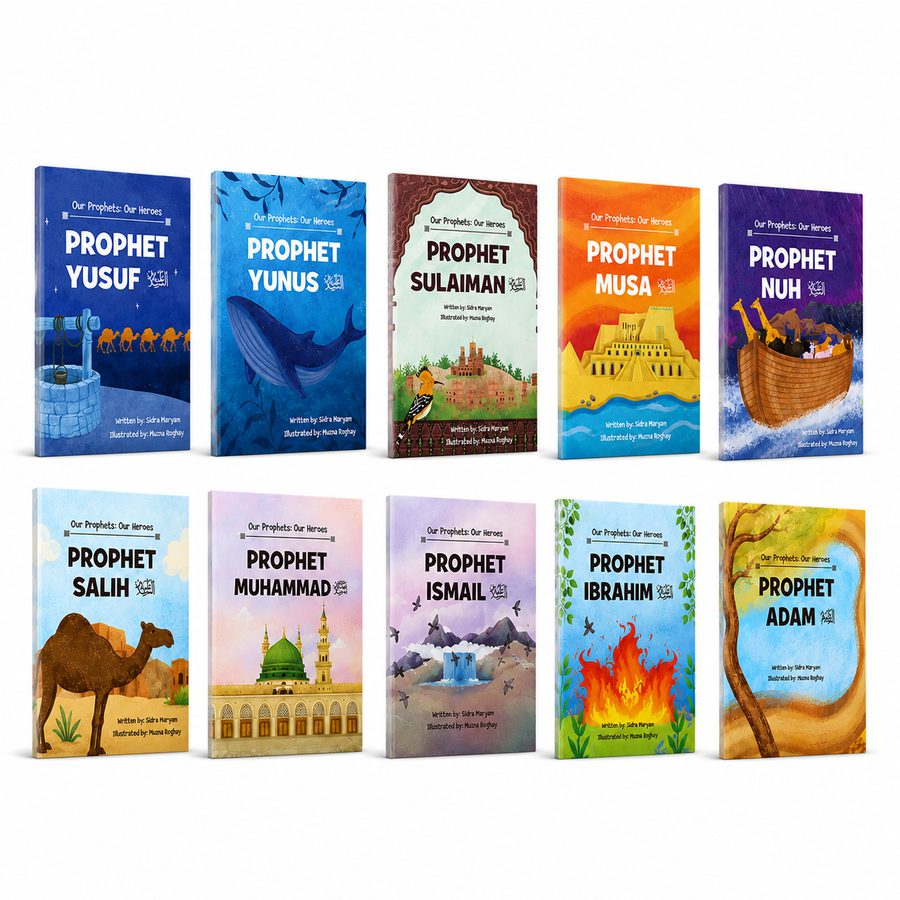 Our Prophets: Our Heroes
PROPHET
YUSUF
Written by: Sidra Maryam
Illustrated by: Muzna Roghay
Our Prophets: Our Heroes
PROPHET
YUNUS
Written by: Sidra Maryam
Illustrated by: Muzna Roghay
Our Prophets: Our Heroes
PROPHET
SULAIMAN
Written by: Sidra Maryam
Illustrated by: Muzna Roghay
Written by: Sidra Maryam
Illustrated by: Muzna Roghay
Our Prophets: Our Heroes
PROPHET
MUSA
Written by: Sidra Maryam
Illustrated by: Muzna Roghay
Our Prophets: Our Heroes
PROPHET
NUH
Written by: Sidra Maryam
Illustrated by: Muzna Roghay
Our Prophets: Our Heroes
PROPHET
SALIH
Written by: Sidra Maryam
Illustrated by: Muzna Roghay
Our Prophets: Our Heroes
PROPHET
MUHAMMAD
Our Prophets: Our Heroes
PROPHET
ISMAIL
Written by: Sidra Maryam
Illustrated by: Muzna Roghay
Our Prophets: Our Heroes
PROPHET
IBRAHIM
Written by: Sidra Maryam
Illustrated by: Muzna Roghay
Our Prophets: Our Heroes
PROPHET
ADAM
Written by: Sidra Maryam
Illustrated by: Muzna Roghay